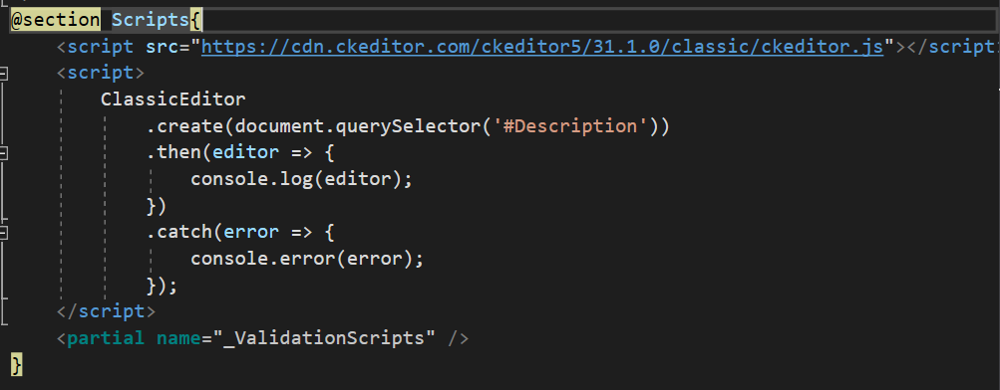 @section Scripts{
<script src="https://cdn.ckeditor.com/ckeditor5/31.1.0/classic/ckeditor.js"></script
<script>
ClassicEditor
.create(document.querySelector('#Description'))
.then(editor => {
console.log(editor);
})
.catch(error => {
console.error(error);
});
</script>
<partial name="_ValidationScripts" />
}